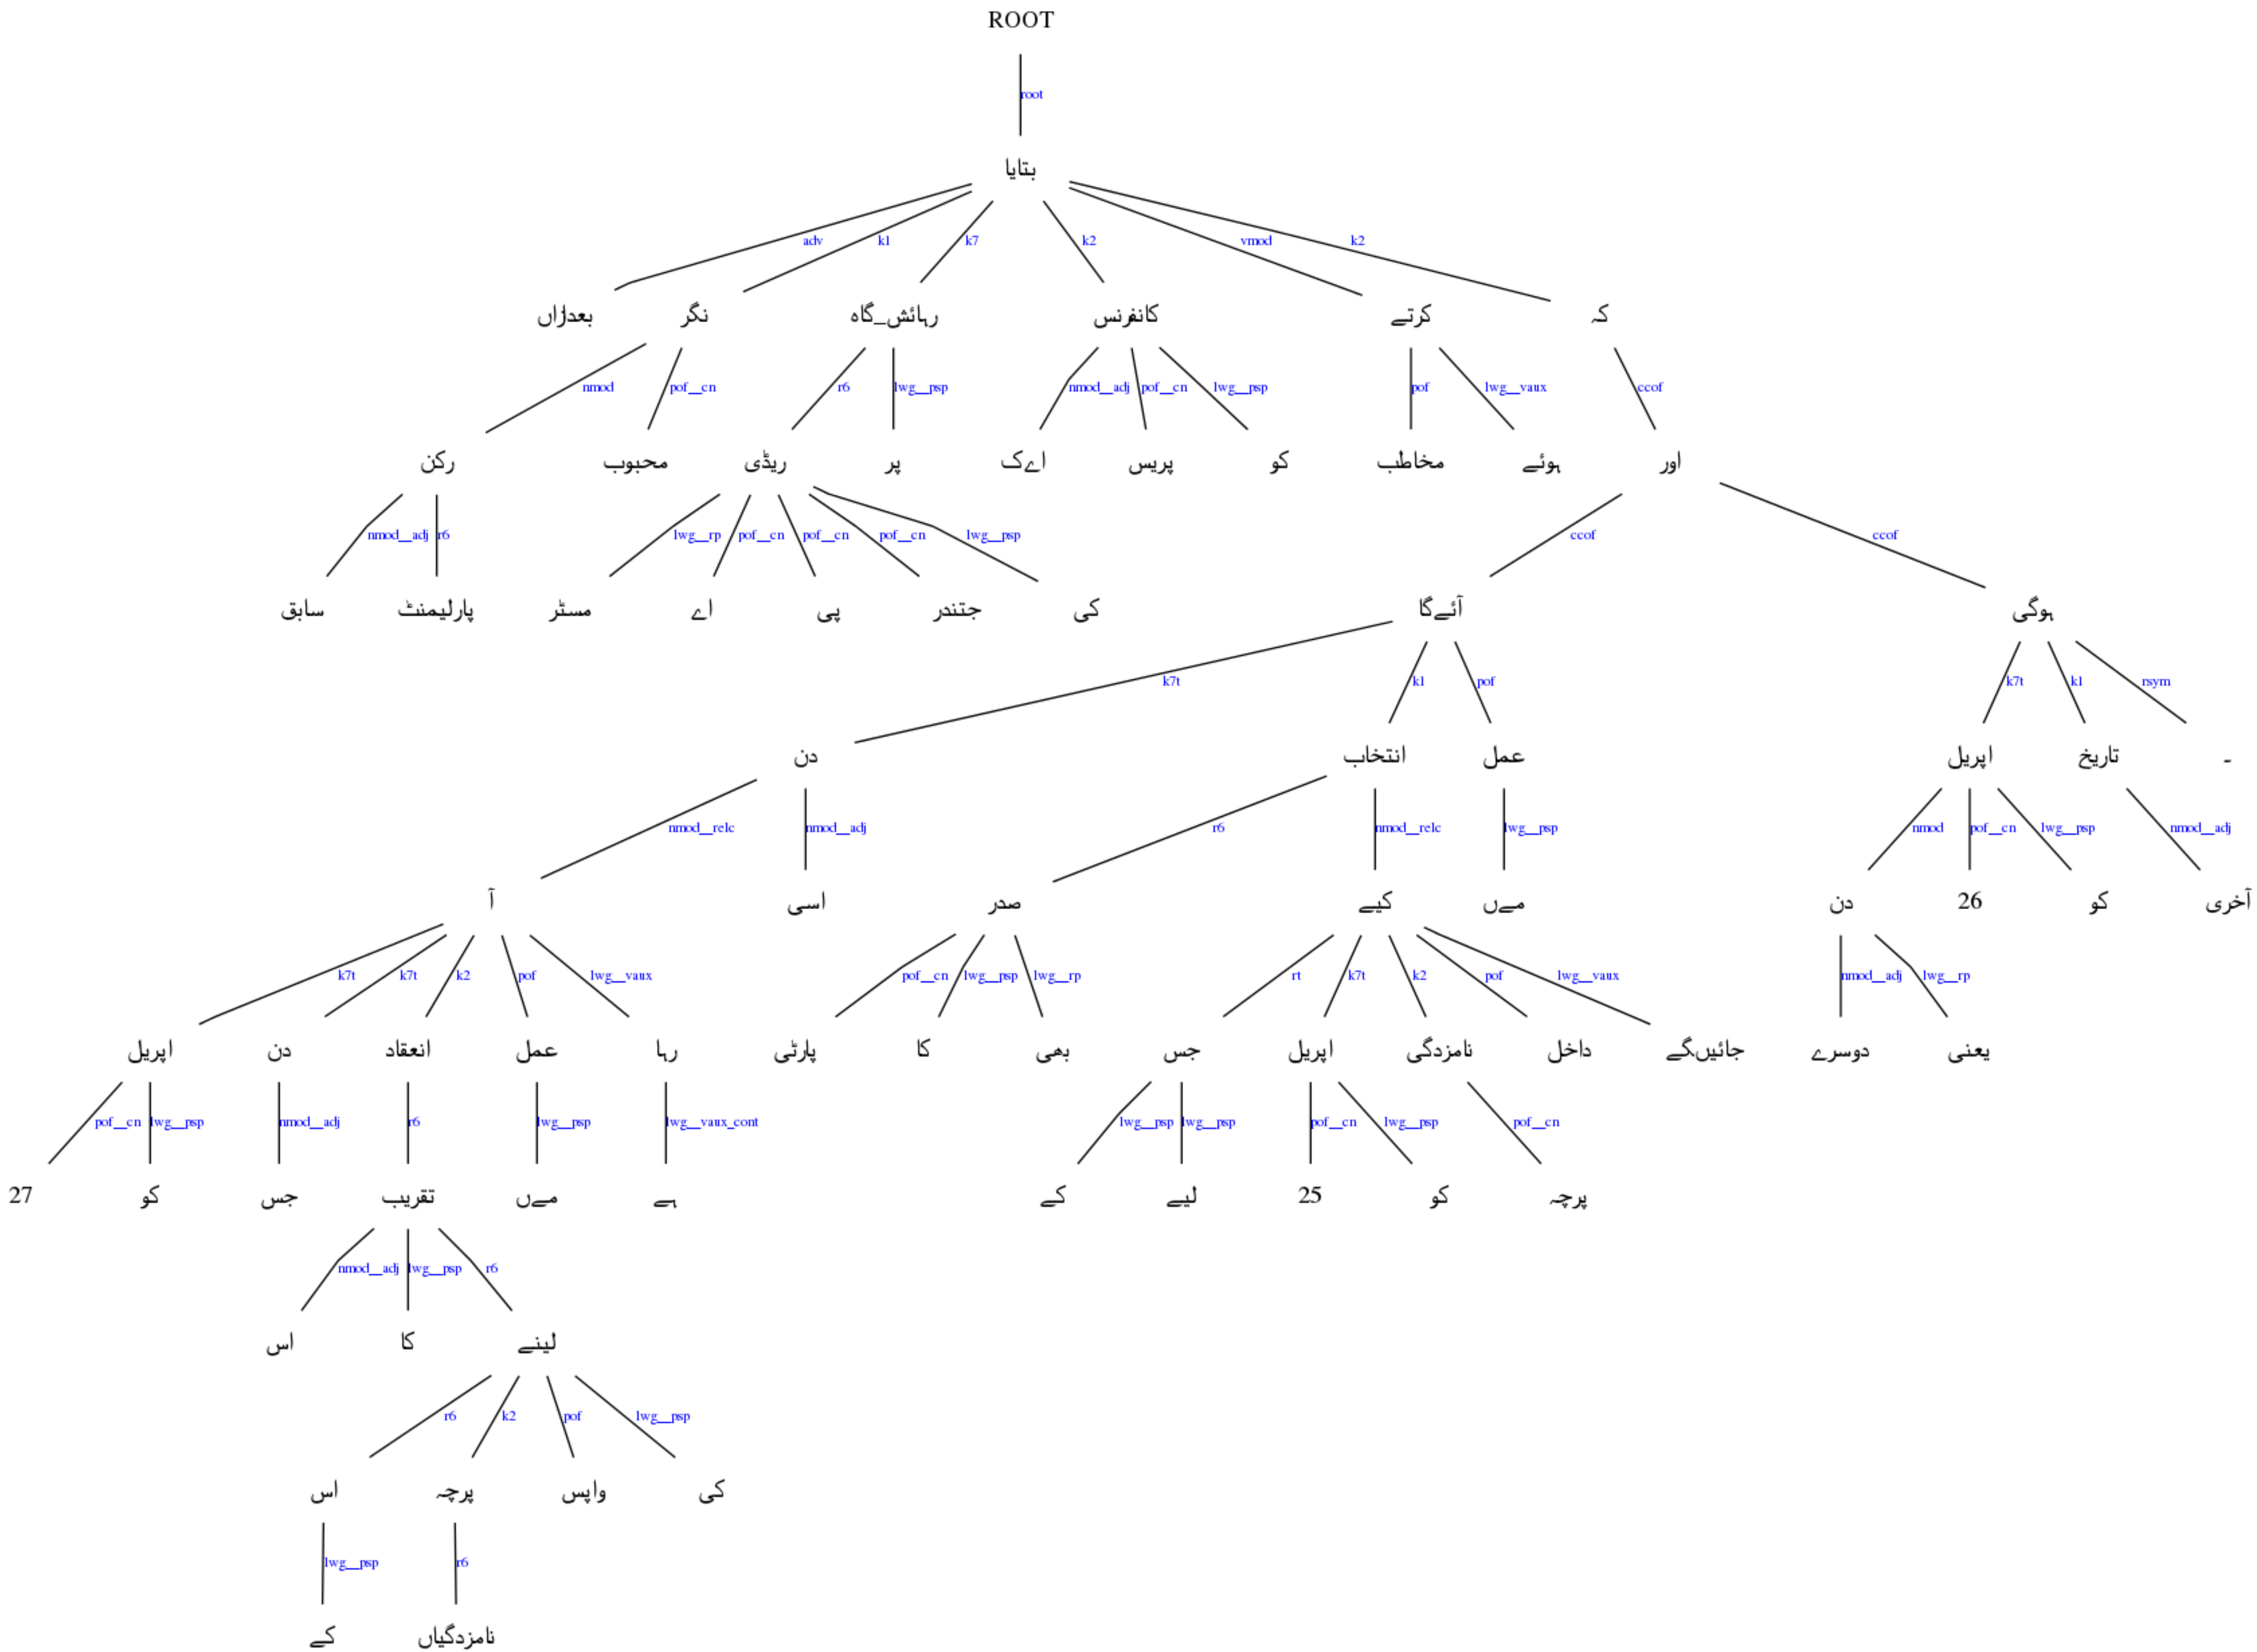 ROOT
root
بتایا
adv k1 k7 k2 vmod k2
بعدازاں نگر رہائش_گاہ کانفرنس کرتے کہ
nmod pof__cn r6 lwg__psp nmod__adj pof__cn lwg__psp pof lwg__vaux ccof
رکن محبوب ریڈی پر اےک پریس کو مخاطب ہوئے اور
nmod__adj r6 lwg__rp pof__cn pof__cn pof__cn lwg__psp ccof ccof
سابق پارلیمنٹ مسٹر اے پی جتندر کی آئےگا ہوگی
k7t k1 pof k7t k1 rsym
دن انتخاب عمل اپریل تاریخ ۔
nmod__relc nmod__adj r6 nmod__relc lwg__psp nmod pof__cn lwg__psp nmod__adj
آ اسی صدر کیے مےں دن 26 کو آخری
k7t k7t k2 pof lwg__vaux pof__cn lwg__psp lwg__rp rt k7t k2 pof lwg__vaux nmod__adj lwg__rp
اپریل دن انعقاد عمل رہا پارٹی کا بھی جس اپریل نامزدگی داخل جائیںگے دوسرے یعنی
pof__cn lwg__psp nmod__adj r6 lwg__psp lwg__vaux_cont lwg__psp lwg__psp pof__cn lwg__psp pof__cn
27 کو جس تقریب مےں ہے کے لیے 25 کو پرچہ
nmod__adj lwg__psp r6
اس کا لینے
r6 k2 pof lwg__psp
اس پرچہ واپس کی
lwg__psp r6
کے نامزدگیاں